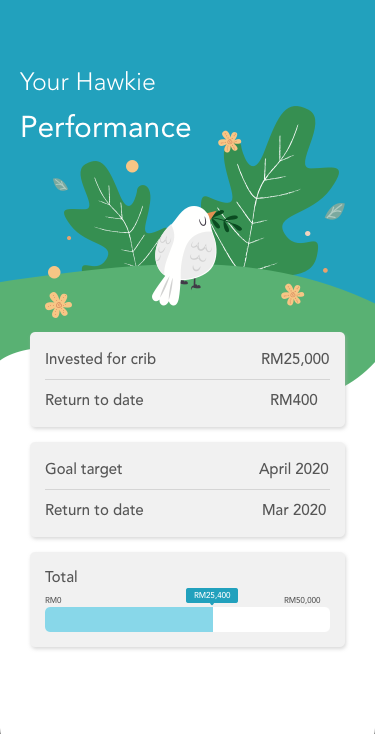 Your Hawkie
Performance
Invested for crib RM25,000
Return to date RM400
Goal target April 2020
Return to date Mar 2020
Total
RM0 RM25,400 RM50,000